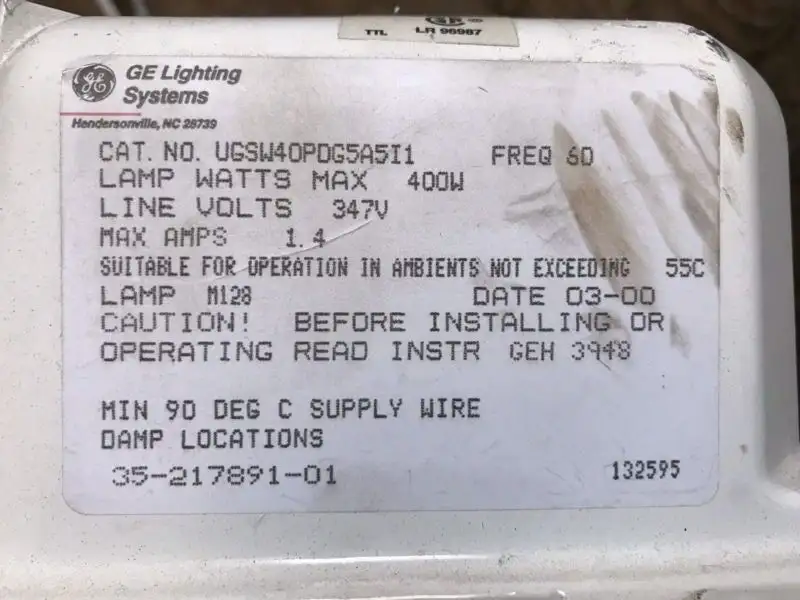 TTL LR 96987
GE Lighting
Systems
Hendersonville, NC 28739
CAT. NO. UGSW40PDG5A5I1 FREQ 60
LAMP WATTS MAX 400W
LINE VOLTS 347V
MAX AMPS 1.4
SUITABLE FOR OPERATION IN AMBIENTS NOT EXCEEDING 55C
LAMP M128 DATE 03-00
CAUTION! BEFORE INSTALLING OR
OPERATING READ INSTR GEH 3948
MIN 90 DEG C SUPPLY WIRE
DAMP LOCATIONS
35-217891-01 132595